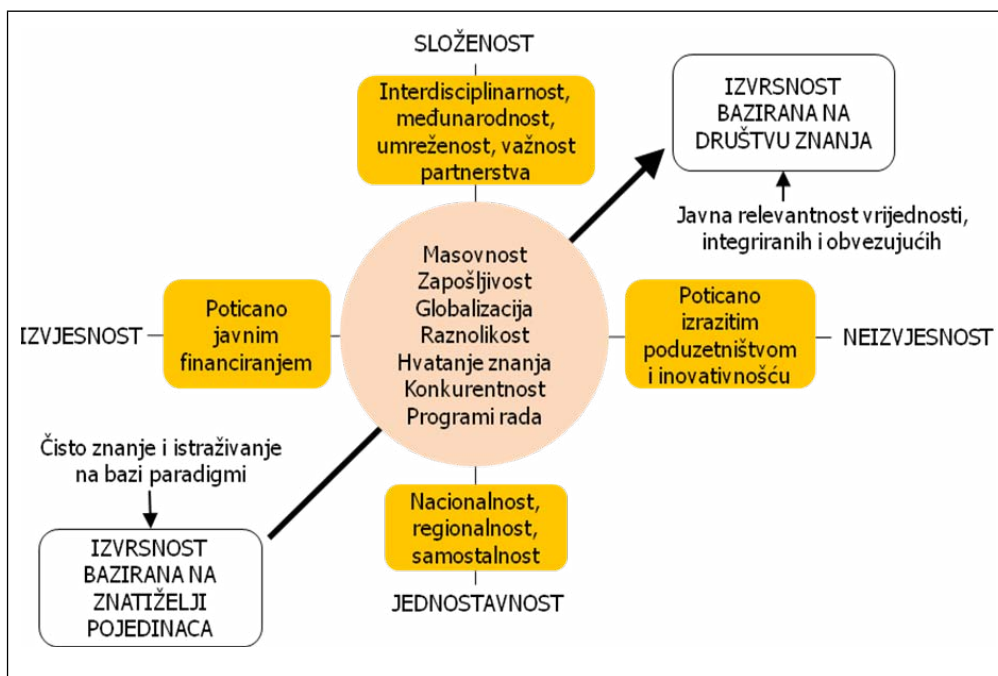 SLOŽENOST
Interdisciplinarnost,
međunarodnost,
umreženost, važnost
partnerstva
IZVRSNOST
BAZIRANA NA
DRUŠTVU ZNANJA
Javna relevantnost vrijednosti,
integriranih i obvezujućih
Masovnost
Zapošljivost
Globalizacija
Raznolikost
Hvatanje znanja
Konkurentnost
Programi rada
IZVJESNOST
Poticano
javnim
financiranjem
Poticano
izrazitim
poduzetništvom
i inovativnošću
NEIZVJESNOST
Čisto znanje i istraživanje
na bazi paradigmi
IZVRSNOST
BAZIRANA NA
ZNATIŽELJI
POJEDINACA
Nacionalnost,
regionalnost,
samostalnost
JEDNOSTAVNOST